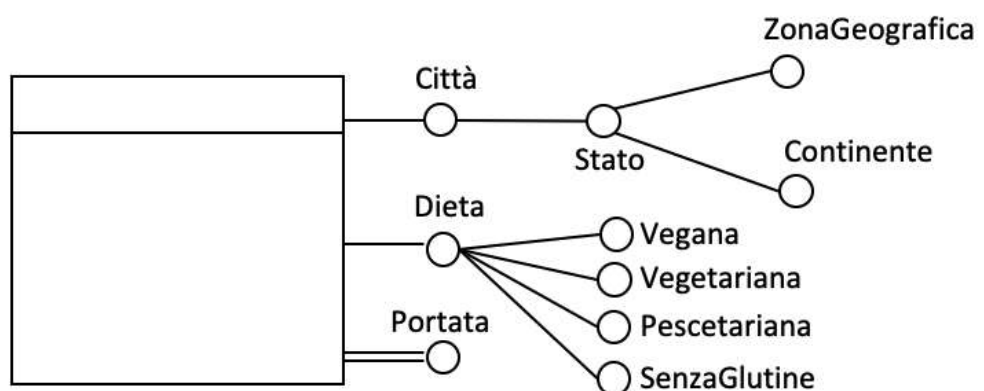 ZonaGeografica
Città
Stato
Continente
Dieta
Vegana
Vegetariana
Portata
Pescetariana
SenzaGlutine